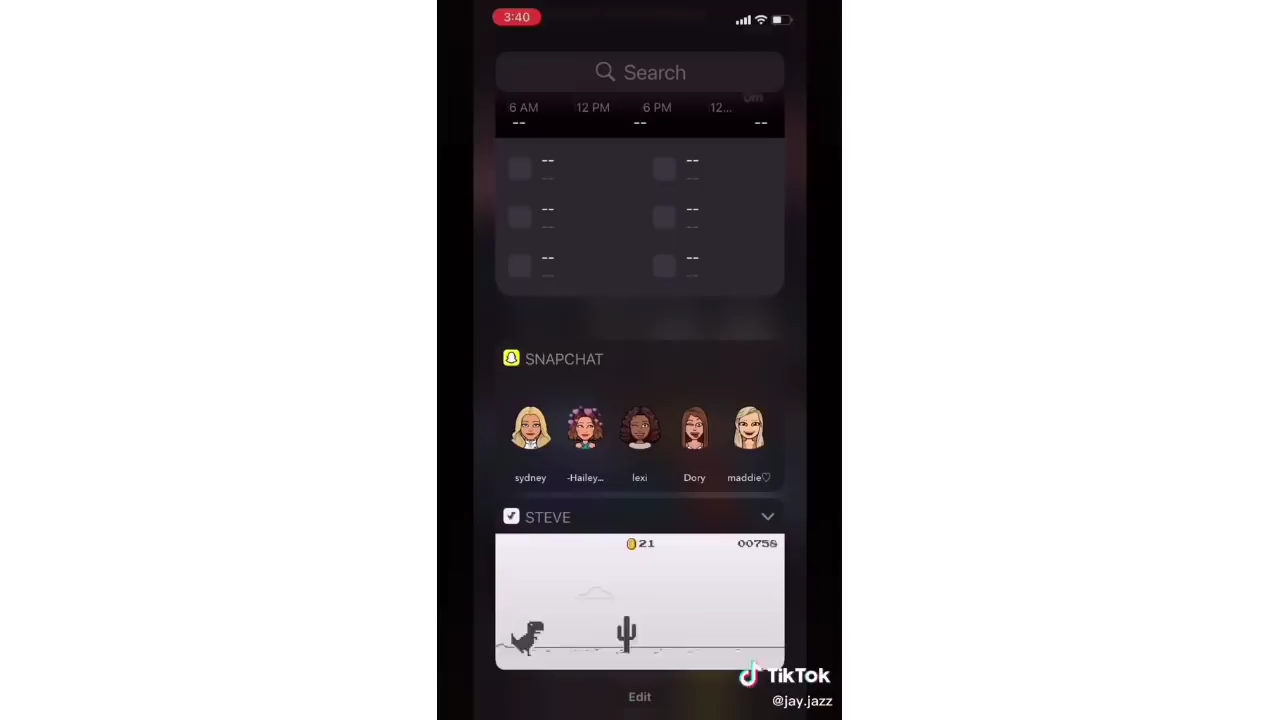 3:40
Search
6 AM 12 PM 6 PM 12...
-- -- --
-- --
-- --
-- --
-- --
-- --
-- --
SNAPCHAT
sydney -Hailey... lexi Dory maddie♡
STEVE
21 00758
Edit
TikTok
@jay.jazz